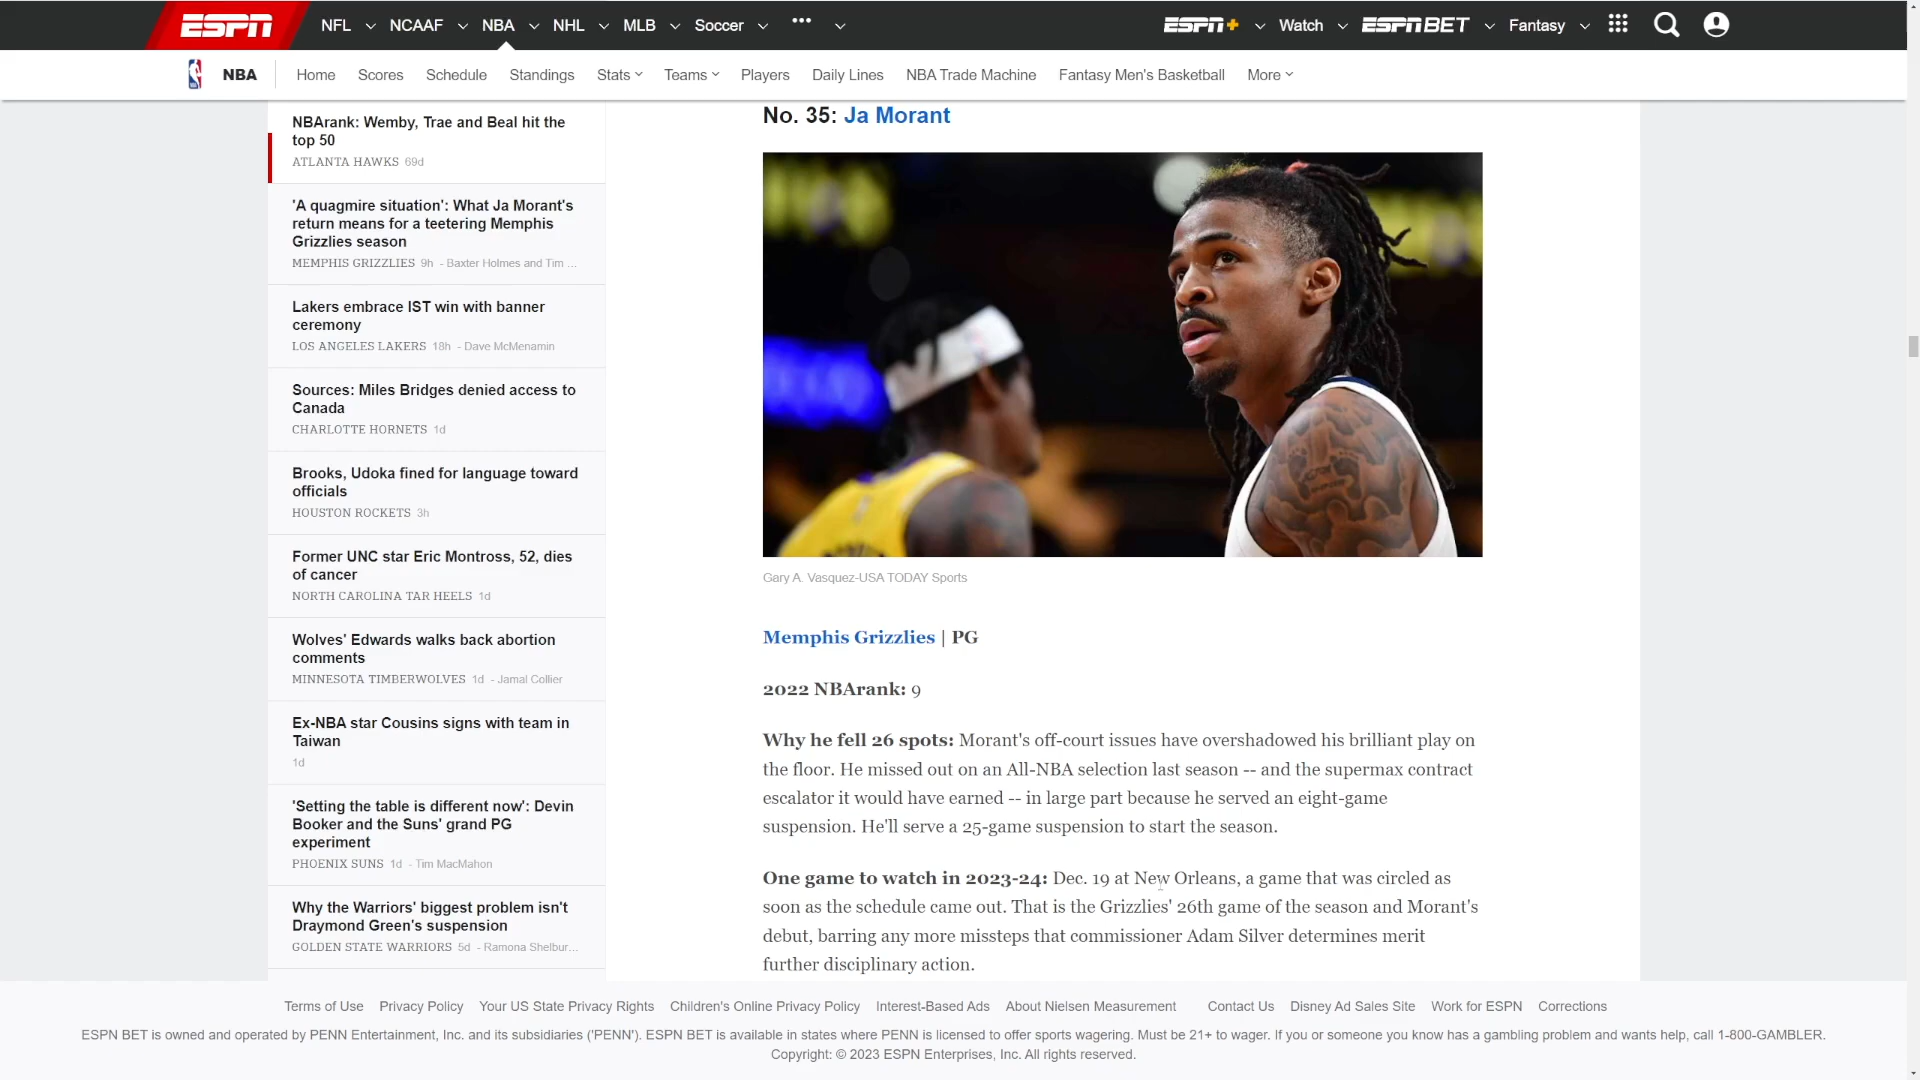 ESPN NFL NCAAF NBA NHL MLB Soccer ... ESPN+ Watch ESPN BET Fantasy
NBA Home Scores Schedule Standings Stats Teams Players Daily Lines NBA Trade Machine Fantasy Men's Basketball More
NBArank: Wemby, Trae and Beal hit the
top 50
ATLANTA HAWKS 69d
'A quagmire situation': What Ja Morant's
return means for a teetering Memphis
Grizzlies season
MEMPHIS GRIZZLIES 9h - Baxter Holmes and Tim ...
Lakers embrace IST win with banner
ceremony
LOS ANGELES LAKERS 18h - Dave McMenamin
Sources: Miles Bridges denied access to
Canada
CHARLOTTE HORNETS 1d
Brooks, Udoka fined for language toward
officials
HOUSTON ROCKETS 3h
Former UNC star Eric Montross, 52, dies
of cancer
NORTH CAROLINA TAR HEELS 1d
Wolves' Edwards walks back abortion
comments
MINNESOTA TIMBERWOLVES 1d - Jamal Collier
Ex-NBA star Cousins signs with team in
Taiwan
1d
'Setting the table is different now': Devin
Booker and the Suns' grand PG
experiment
PHOENIX SUNS 1d - Tim MacMahon
Why the Warriors' biggest problem isn't
Draymond Green's suspension
GOLDEN STATE WARRIORS 5d - Ramona Shelbur...
No. 35: Ja Morant
Gary A. Vasquez-USA TODAY Sports
Memphis Grizzlies | PG
2022 NBArank: 9
Why he fell 26 spots: Morant's off-court issues have overshadowed his brilliant play on
the floor. He missed out on an All-NBA selection last season -- and the supermax contract
escalator it would have earned -- in large part because he served an eight-game
suspension. He'll serve a 25-game suspension to start the season.
One game to watch in 2023-24: Dec. 19 at New Orleans, a game that was circled as
soon as the schedule came out. That is the Grizzlies' 26th game of the season and Morant's
debut, barring any more missteps that commissioner Adam Silver determines merit
further disciplinary action.
Terms of Use Privacy Policy Your US State Privacy Rights Children's Online Privacy Policy Interest-Based Ads About Nielsen Measurement Contact Us Disney Ad Sales Site Work for ESPN Corrections
ESPN BET is owned and operated by PENN Entertainment, Inc. and its subsidiaries ('PENN'). ESPN BET is available in states where PENN is licensed to offer sports wagering. Must be 21+ to wager. If you or someone you know has a gambling problem and wants help, call 1-800-GAMBLER.
Copyright: © 2023 ESPN Enterprises, Inc. All rights reserved.